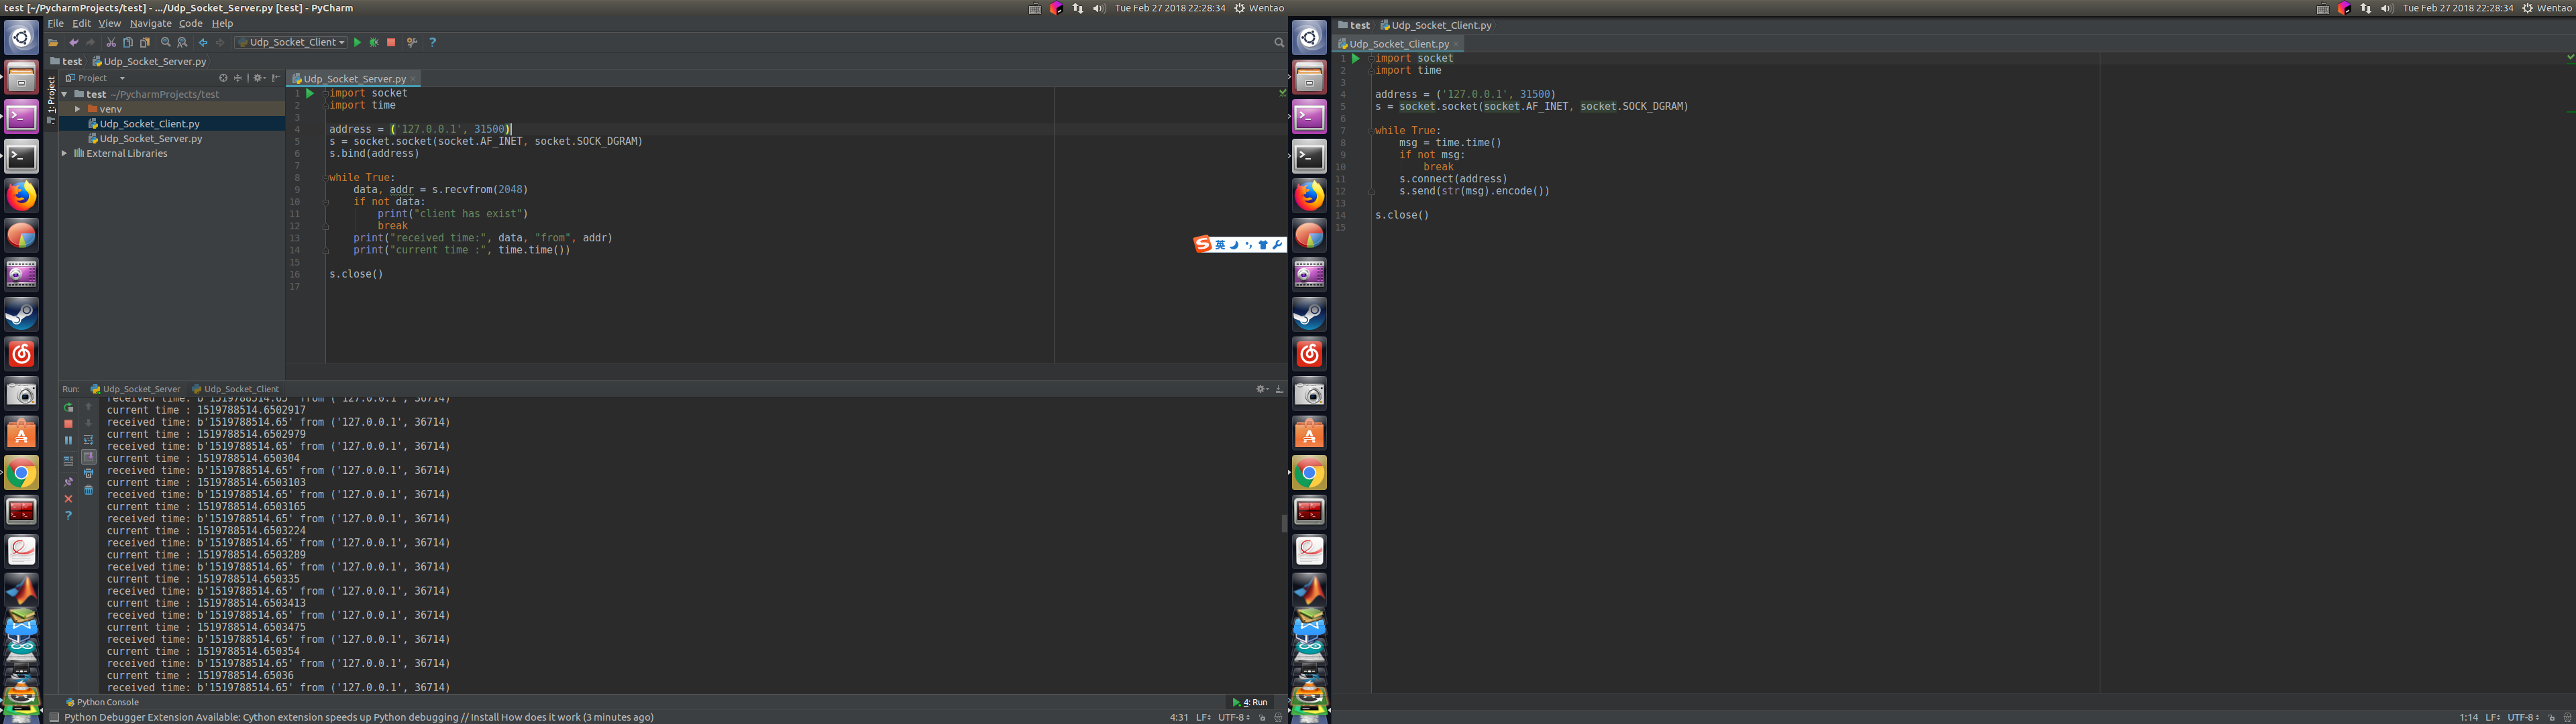 test [~/PycharmProjects/test] - .../Udp_Socket_Server.py [test] - PyCharm
Tue Feb 27 2018 22:28:34 Wentao
Tue Feb 27 2018 22:28:34 Wentao
File Edit View Navigate Code Help
Udp_Socket_Client
test Udp_Socket_Server.py
Project
1: Project
test ~/PycharmProjects/test
venv
Udp_Socket_Client.py
Udp_Socket_Server.py
External Libraries
Udp_Socket_Server.py
1 import socket
2 import time
3
4 address = ('127.0.0.1', 31500)
5 s = socket.socket(socket.AF_INET, socket.SOCK_DGRAM)
6 s.bind(address)
7
8 while True:
9 data, addr = s.recvfrom(2048)
10 if not data:
11 print("client has exist")
12 break
13 print("received time:", data, "from", addr)
14 print("current time :", time.time())
15
16 s.close()
17
英
Run: Udp_Socket_Server Udp_Socket_Client
received time: b'1519788514.65' from ('127.0.0.1', 36714)
current time : 1519788514.6502917
received time: b'1519788514.65' from ('127.0.0.1', 36714)
current time : 1519788514.6502979
received time: b'1519788514.65' from ('127.0.0.1', 36714)
current time : 1519788514.650304
received time: b'1519788514.65' from ('127.0.0.1', 36714)
current time : 1519788514.6503103
received time: b'1519788514.65' from ('127.0.0.1', 36714)
current time : 1519788514.6503165
received time: b'1519788514.65' from ('127.0.0.1', 36714)
current time : 1519788514.6503224
received time: b'1519788514.65' from ('127.0.0.1', 36714)
current time : 1519788514.6503289
received time: b'1519788514.65' from ('127.0.0.1', 36714)
current time : 1519788514.650335
received time: b'1519788514.65' from ('127.0.0.1', 36714)
current time : 1519788514.6503413
received time: b'1519788514.65' from ('127.0.0.1', 36714)
current time : 1519788514.6503475
received time: b'1519788514.65' from ('127.0.0.1', 36714)
current time : 1519788514.650354
received time: b'1519788514.65' from ('127.0.0.1', 36714)
current time : 1519788514.65036
received time: b'1519788514.65' from ('127.0.0.1', 36714)
Python Console
4: Run
Python Debugger Extension Available: Cython extension speeds up Python debugging // Install How does it work (3 minutes ago)
4:31 LF UTF-8
test Udp_Socket_Client.py
Udp_Socket_Client.py
1 import socket
2 import time
3
4 address = ('127.0.0.1', 31500)
5 s = socket.socket(socket.AF_INET, socket.SOCK_DGRAM)
6
7 while True:
8 msg = time.time()
9 if not msg:
10 break
11 s.connect(address)
12 s.send(str(msg).encode())
13
14 s.close()
15
1:14 LF UTF-8